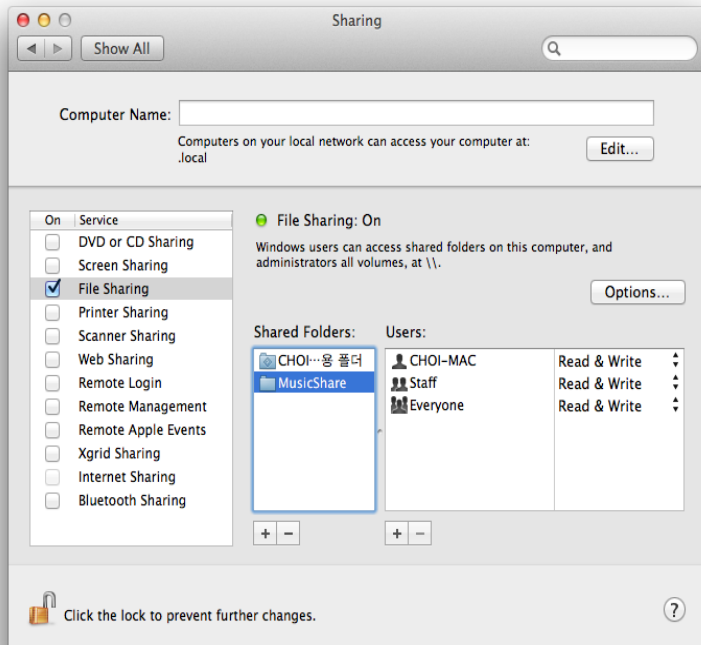 Sharing
Show All
Computer Name:
Computers on your local network can access your computer at:
.local
Edit...
On Service
DVD or CD Sharing
Screen Sharing
File Sharing
Printer Sharing
Scanner Sharing
Web Sharing
Remote Login
Remote Management
Remote Apple Events
Xgrid Sharing
Internet Sharing
Bluetooth Sharing
File Sharing: On
Windows users can access shared folders on this computer, and
administrators all volumes, at \\.
Options...
Shared Folders:
CHOI···용 폴더
MusicShare
Users:
CHOI-MAC Read & Write
Staff Read & Write
Everyone Read & Write
+ −
+ −
Click the lock to prevent further changes.
?